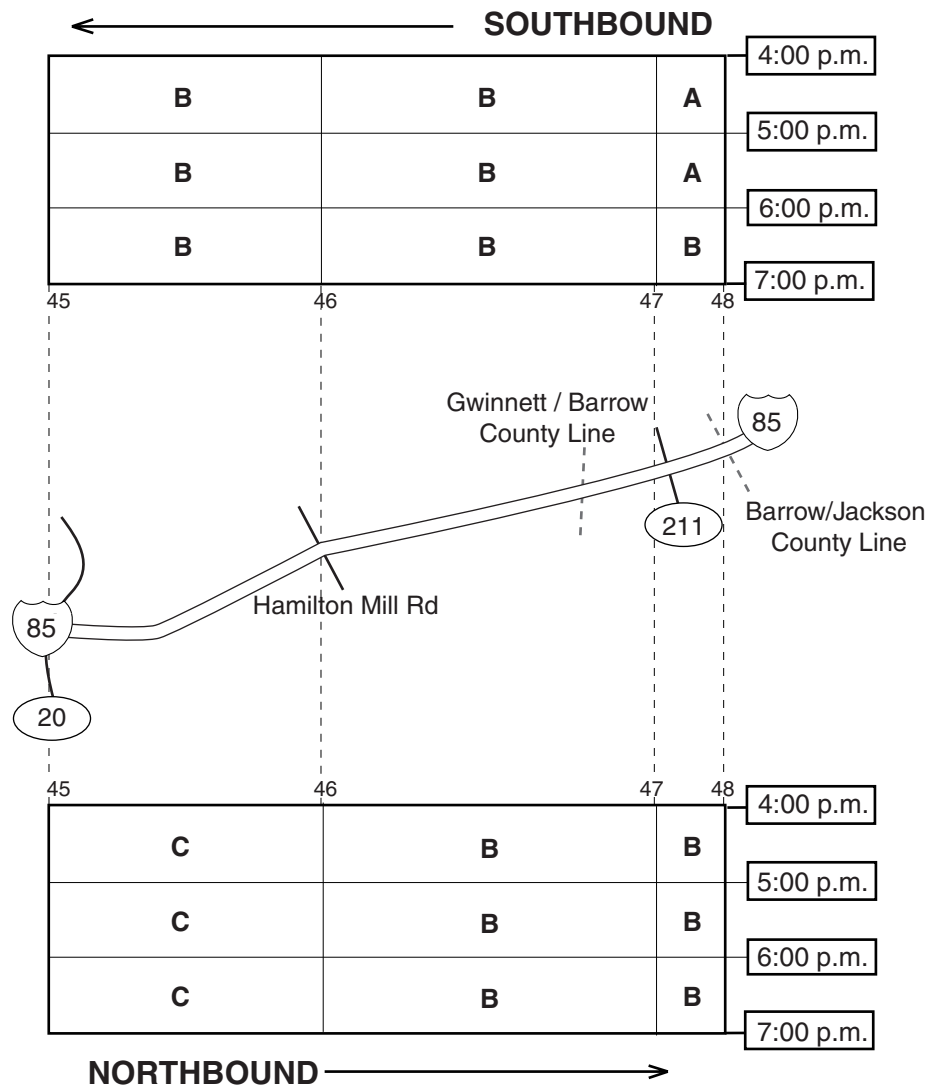 SOUTHBOUND
4:00 p.m.
B B A
5:00 p.m.
B B A
6:00 p.m.
B B B
7:00 p.m.
45 46 47 48
Gwinnett / Barrow
County Line
85
211
Barrow/Jackson
County Line
Hamilton Mill Rd
85
20
45 46 47 48
4:00 p.m.
C B B
5:00 p.m.
C B B
6:00 p.m.
C B B
7:00 p.m.
NORTHBOUND